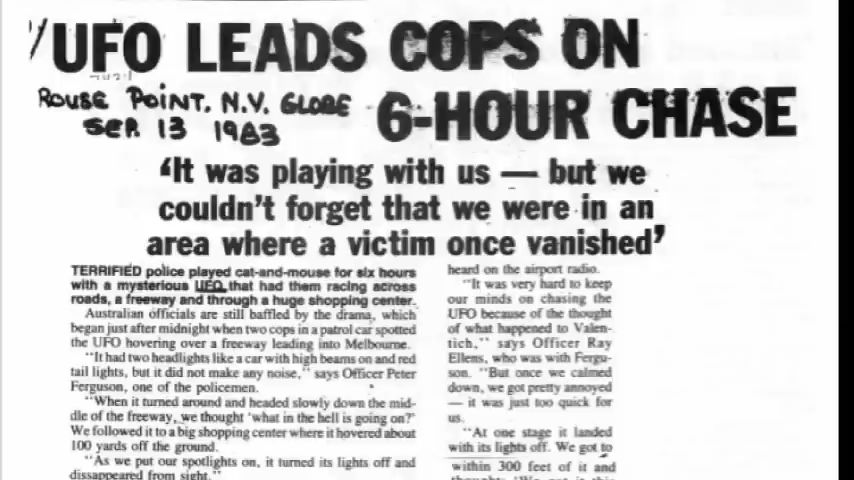 UFO LEADS COPS ON
6-HOUR CHASE
ROUSE POINT, N.Y. GLOBE
SEP. 13 1983
'It was playing with us — but we
couldn't forget that we were in an
area where a victim once vanished'
TERRIFIED police played cat-and-mouse for six hours
with a mysterious UFO that had them racing across
roads, a freeway and through a huge shopping center.
Australian officials are still baffled by the drama, which
began just after midnight when two cops in a patrol car spotted
the UFO hovering over a freeway leading into Melbourne.
"It had two headlights like a car with high beams on and red
tail lights, but it did not make any noise," says Officer Peter
Ferguson, one of the policemen.
"When it turned around and headed slowly down the mid-
dle of the freeway, we thought 'what in the hell is going on?'
We followed it to a big shopping center where it hovered about
100 yards off the ground.
"As we put our spotlights on, it turned its lights off and
dissappeared from sight."
heard on the airport radio.
"It was very hard to keep
our minds on chasing the
UFO because of the thought
of what happened to Valen-
tich," says Officer Ray
Ellens, who was with Fergu-
son. "But once we calmed
down, we got pretty annoyed
— it was just too quick for
us.
"At one stage it landed
with its lights off. We got to
within 300 feet of it and